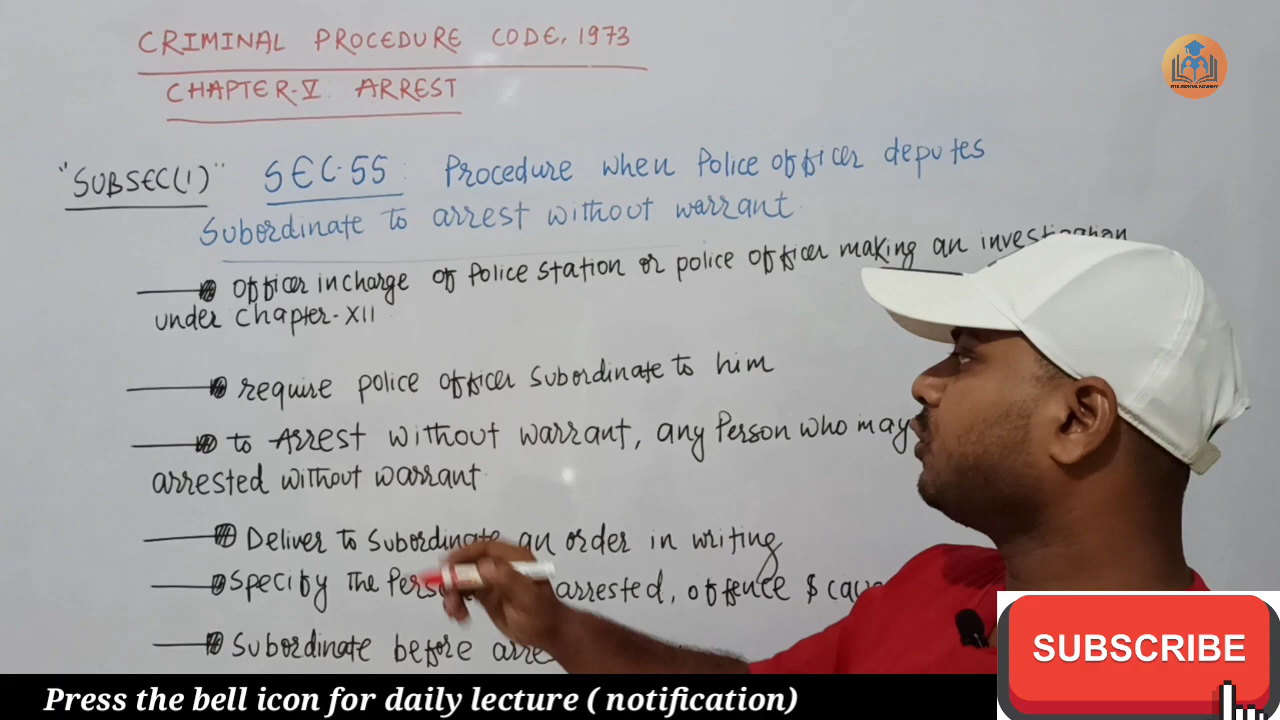 CRIMINAL PROCEDURE CODE, 1973
CHAPTER-V: ARREST
"SUBSEC(1)" SEC.55: Procedure when Police officer deputes
Subordinate to arrest without warrant
officer incharge of Police station or police officer making an investigation
under Chapter-XII
require police officer Subordinate to him
to Arrest without warrant, any Person who may
arrested without warrant.
Deliver to Subordinate an order in writing
Specify the arrested, offence &
Subordinate before
Press the bell icon for daily lecture ( notification)
SUBSCRIBE